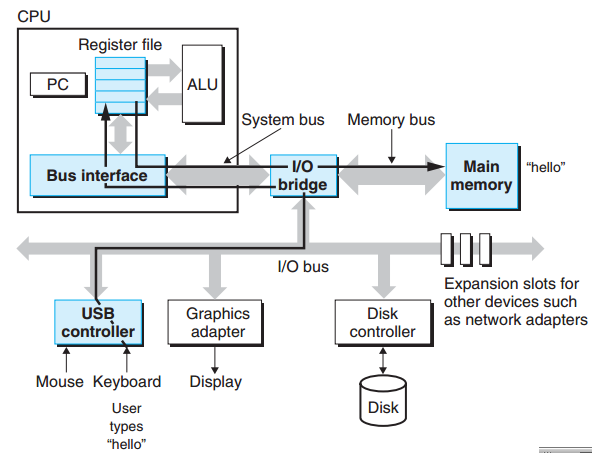 CPU
Register file
PC
ALU
System bus
Memory bus
Bus interface
I/O
bridge
Main
memory
“hello”
I/O bus
Expansion slots for
other devices such
as network adapters
USB
controller
Graphics
adapter
Disk
controller
Mouse
Keyboard
Display
User
types
“hello”
Disk